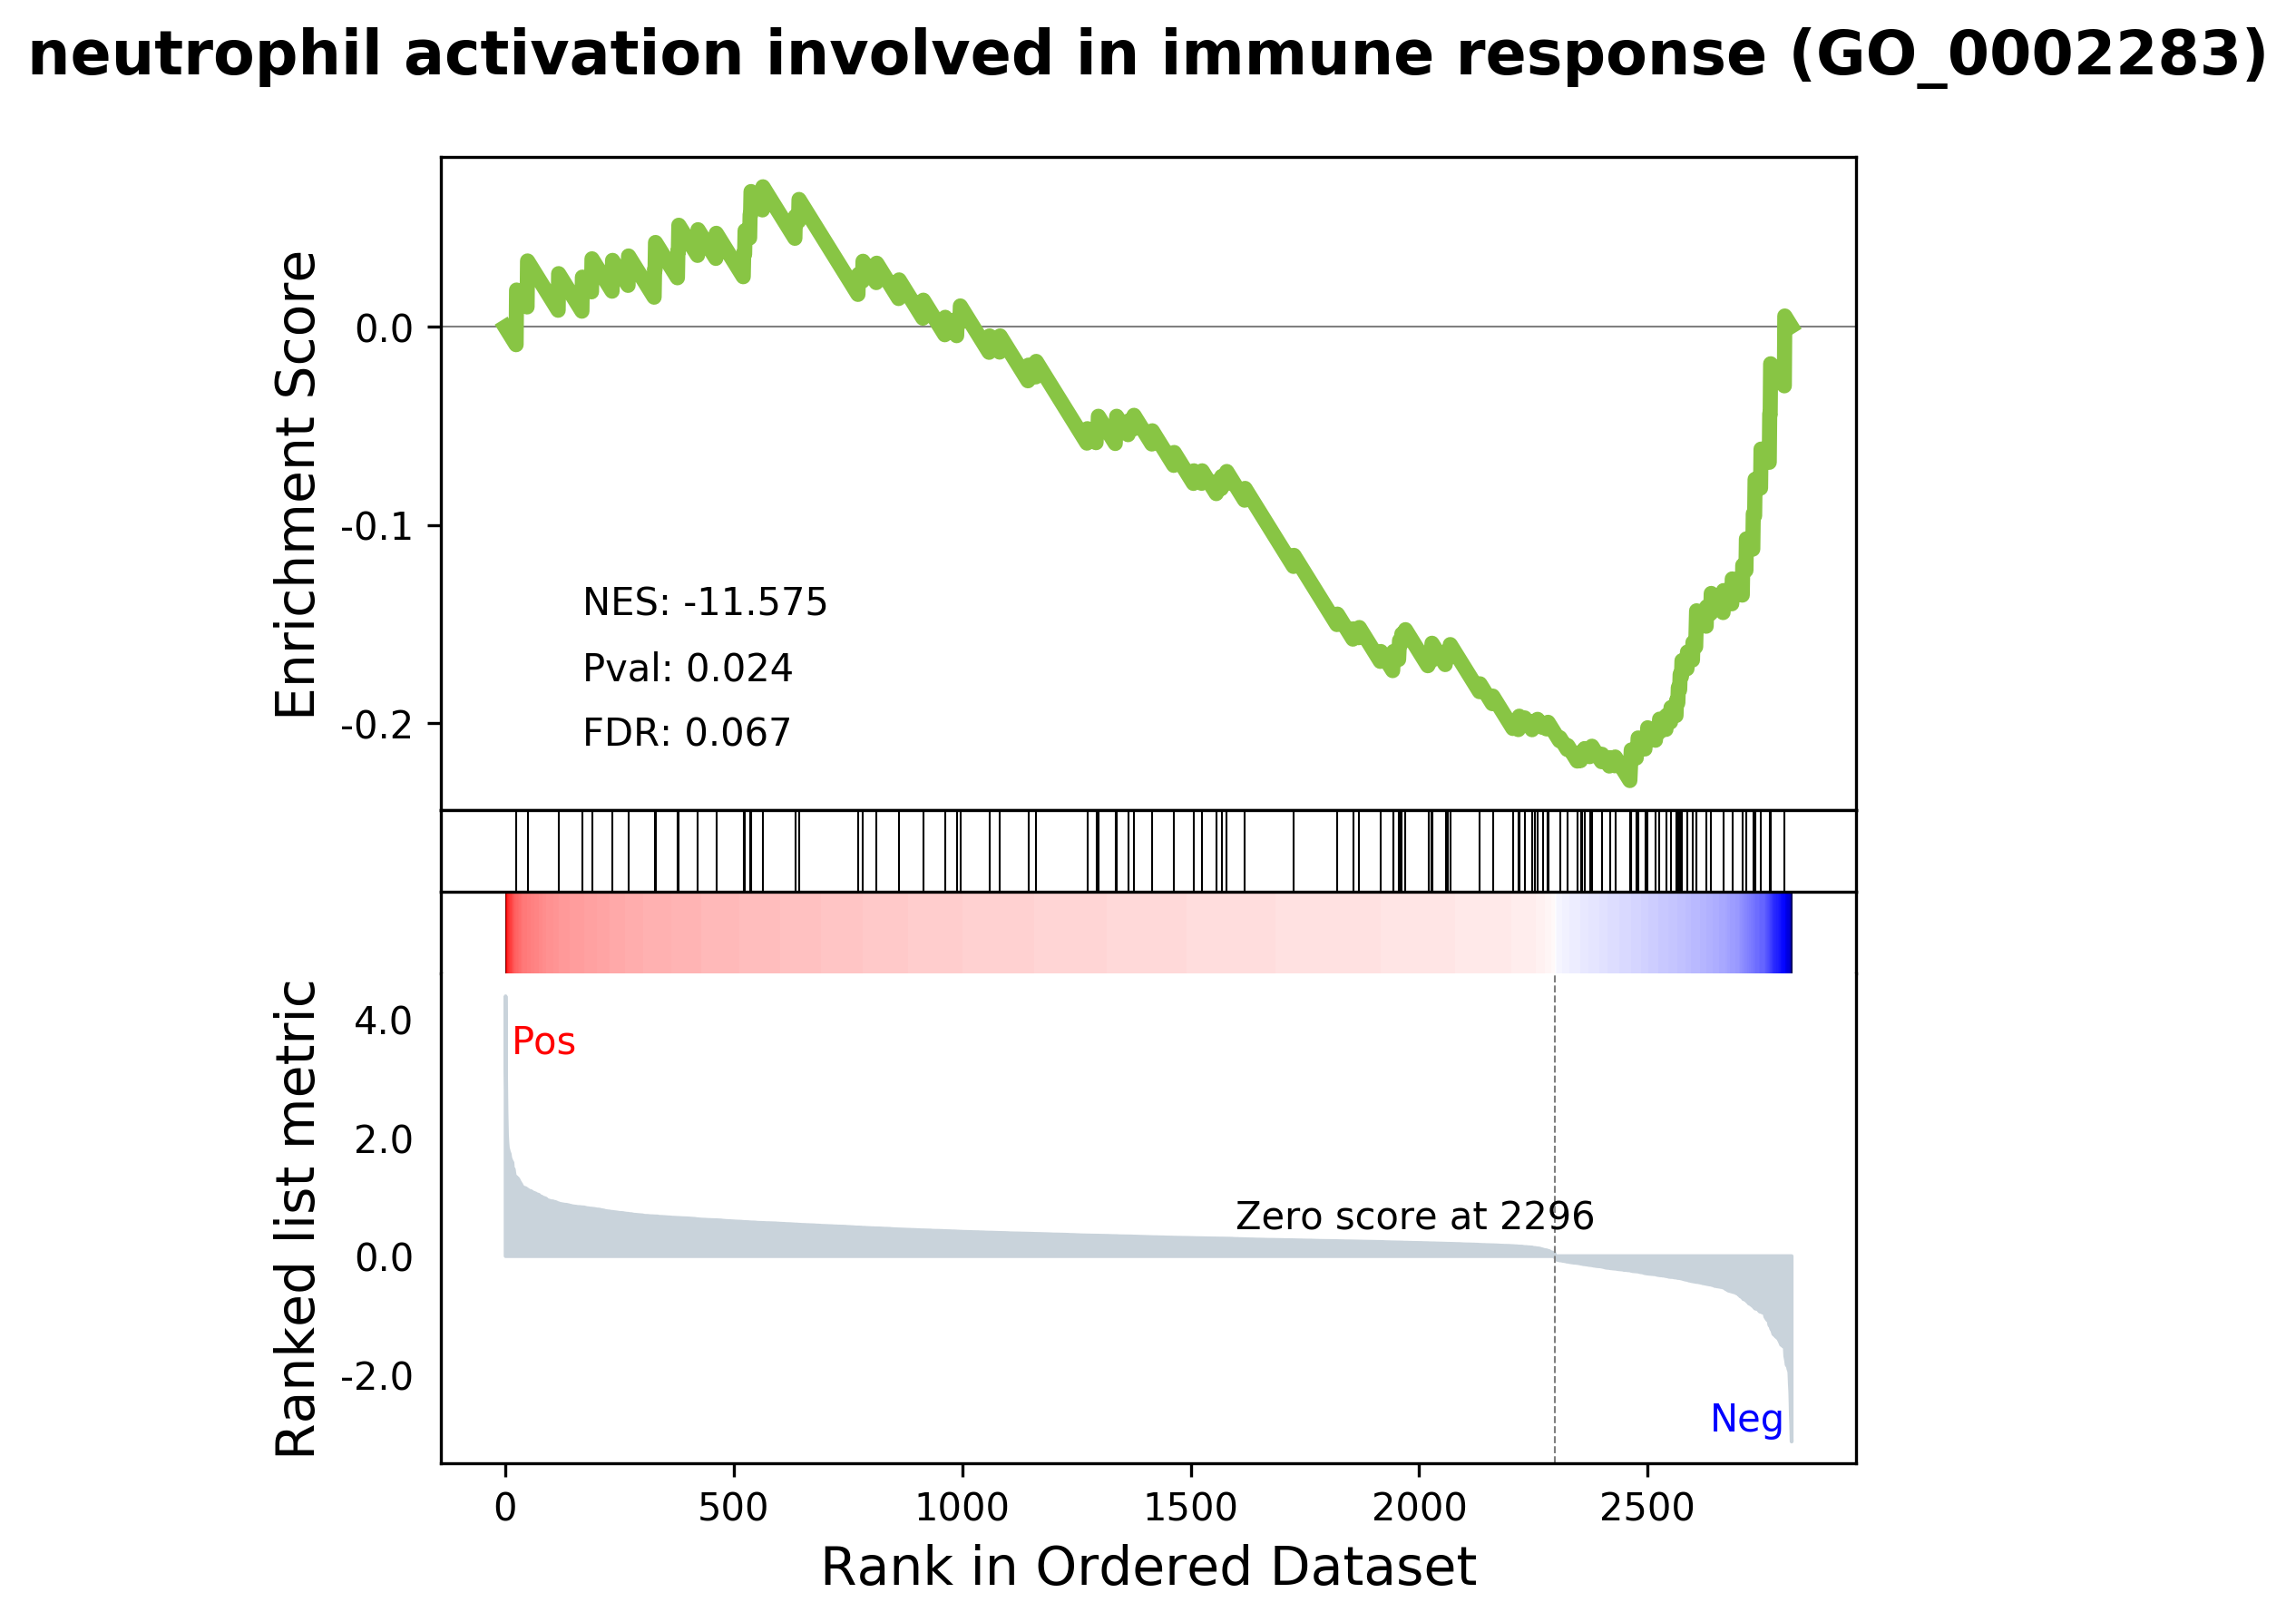 neutrophil activation involved in immune response (GO_0002283)
Enrichment Score
0.0
-0.1
-0.2
NES: -11.575
Pval: 0.024
FDR: 0.067
Ranked list metric
4.0
2.0
0.0
-2.0
Pos
Zero score at 2296
Neg
0 500 1000 1500 2000 2500
Rank in Ordered Dataset